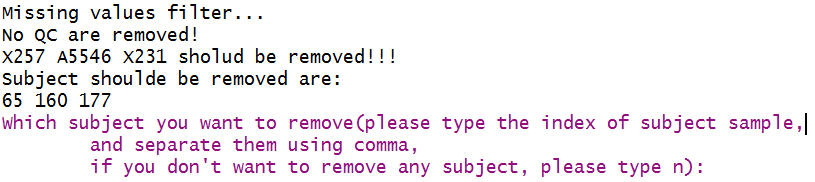 Missing values filter...
No QC are removed!
X257 A5546 X231 sholud be removed!!!
Subject shoulde be removed are:
65 160 177
Which subject you want to remove(please type the index of subject sample,
and separate them using comma,
if you don't want to remove any subject, please type n):